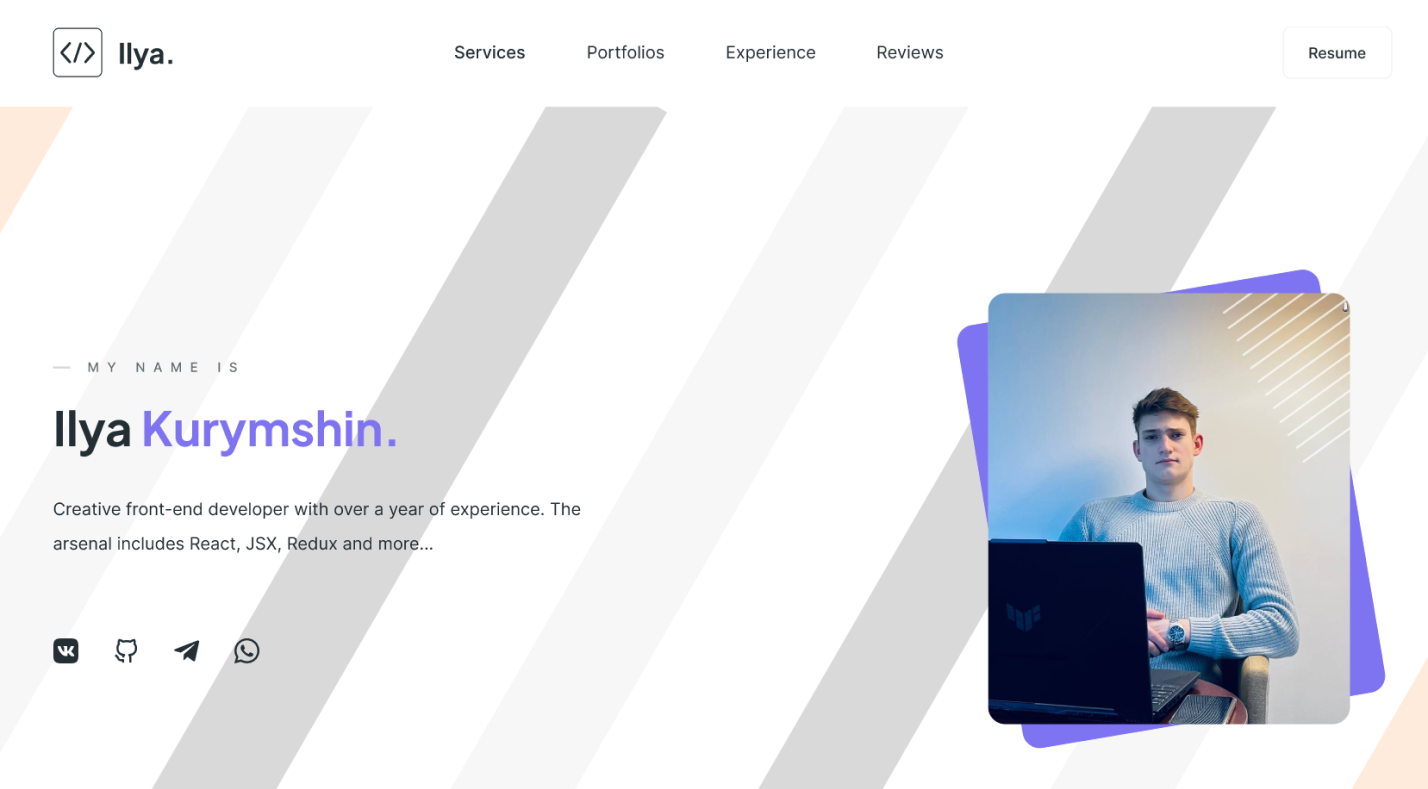 Ilya.
Services
Portfolios
Experience
Reviews
Resume
MY NAME IS
Ilya Kurymshin.
Creative front-end developer with over a year of experience. The
arsenal includes React, JSX, Redux and more...